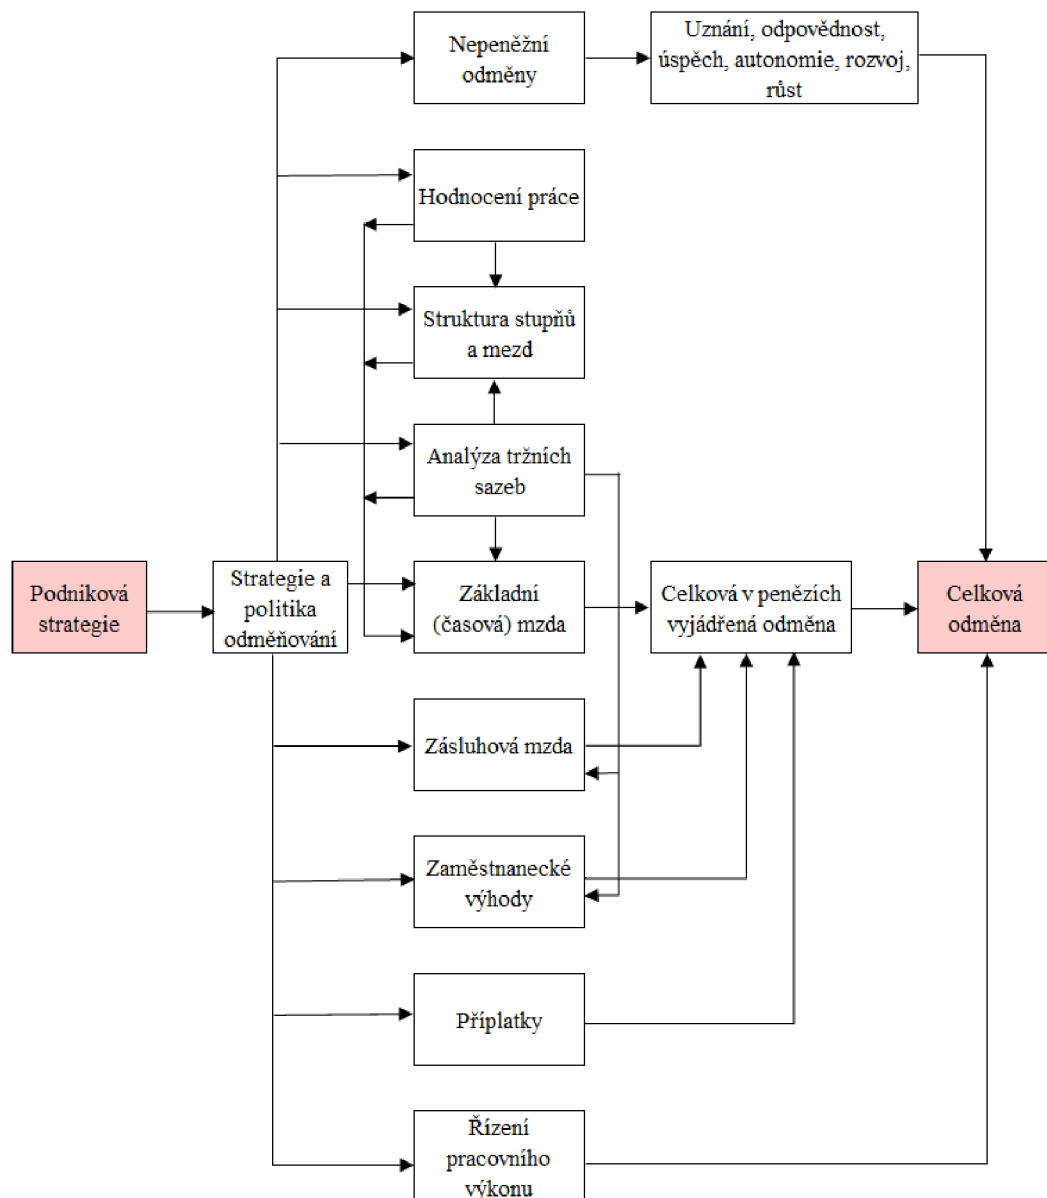 Nepeněžní
odměny
Uznání, odpovědnost,
úspěch, autonomie, rozvoj,
růst
Hodnocení práce
Struktura stupňů
a mezd
Analýza tržních
sazeb
Podniková
strategie
Strategie a
politika
odměňování
Základní
(časová) mzda
Celková v penězích
vyjádřená odměna
Celková
odměna
Zásluhová mzda
Zaměstnanecké
výhody
Příplatky
Řízení
pracovního
výkonu